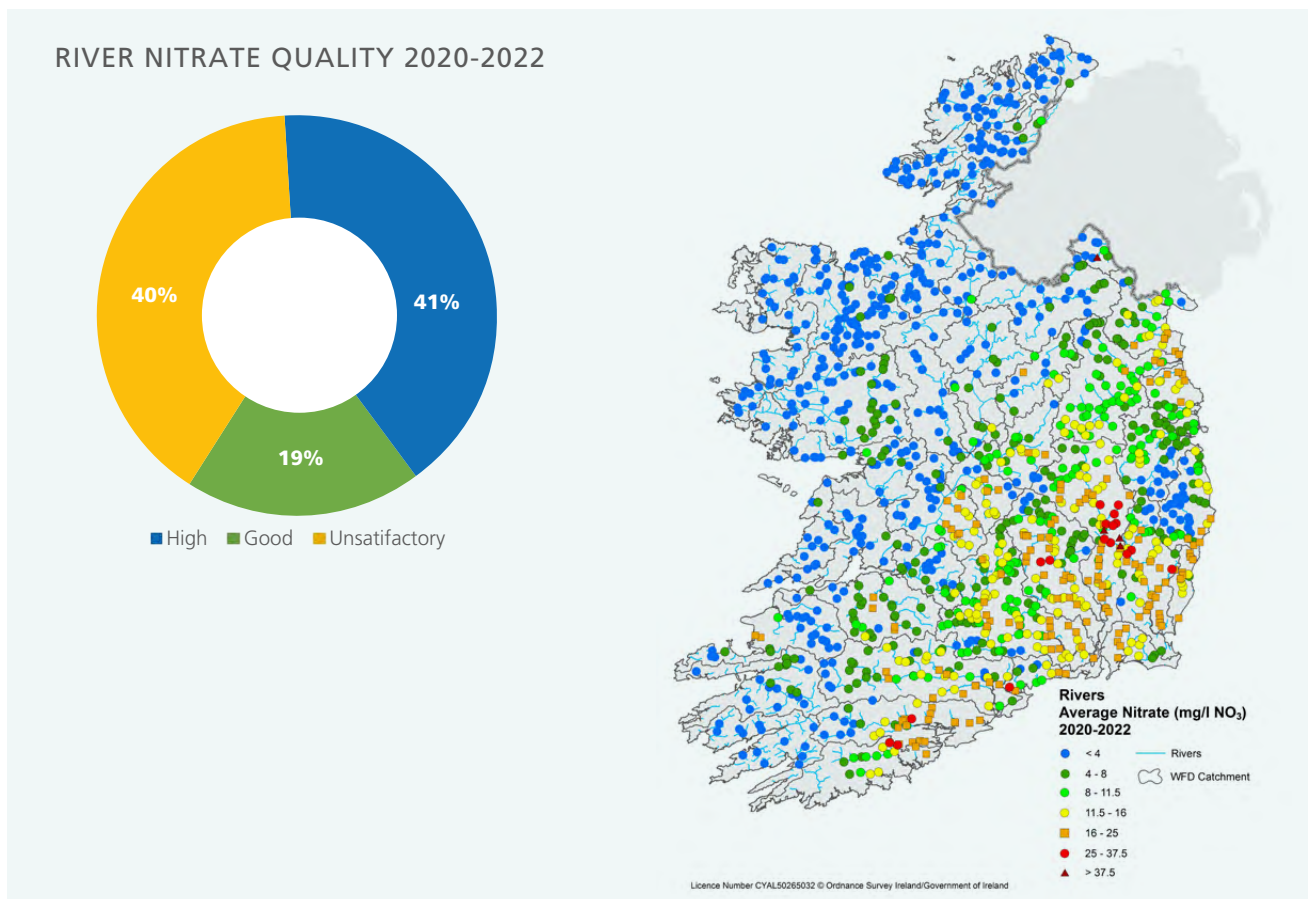 RIVER NITRATE QUALITY 2020-2022
40%
41%
19%
High
Good
Unsatifactory
Rivers
Average Nitrate (mg/l NO₃)
2020-2022
< 4
Rivers
4 - 8
WFD Catchment
8 - 11.5
11.5 - 16
16 - 25
25 - 37.5
> 37.5
Licence Number CYAL50265032 © Ordnance Survey Ireland/Government of Ireland